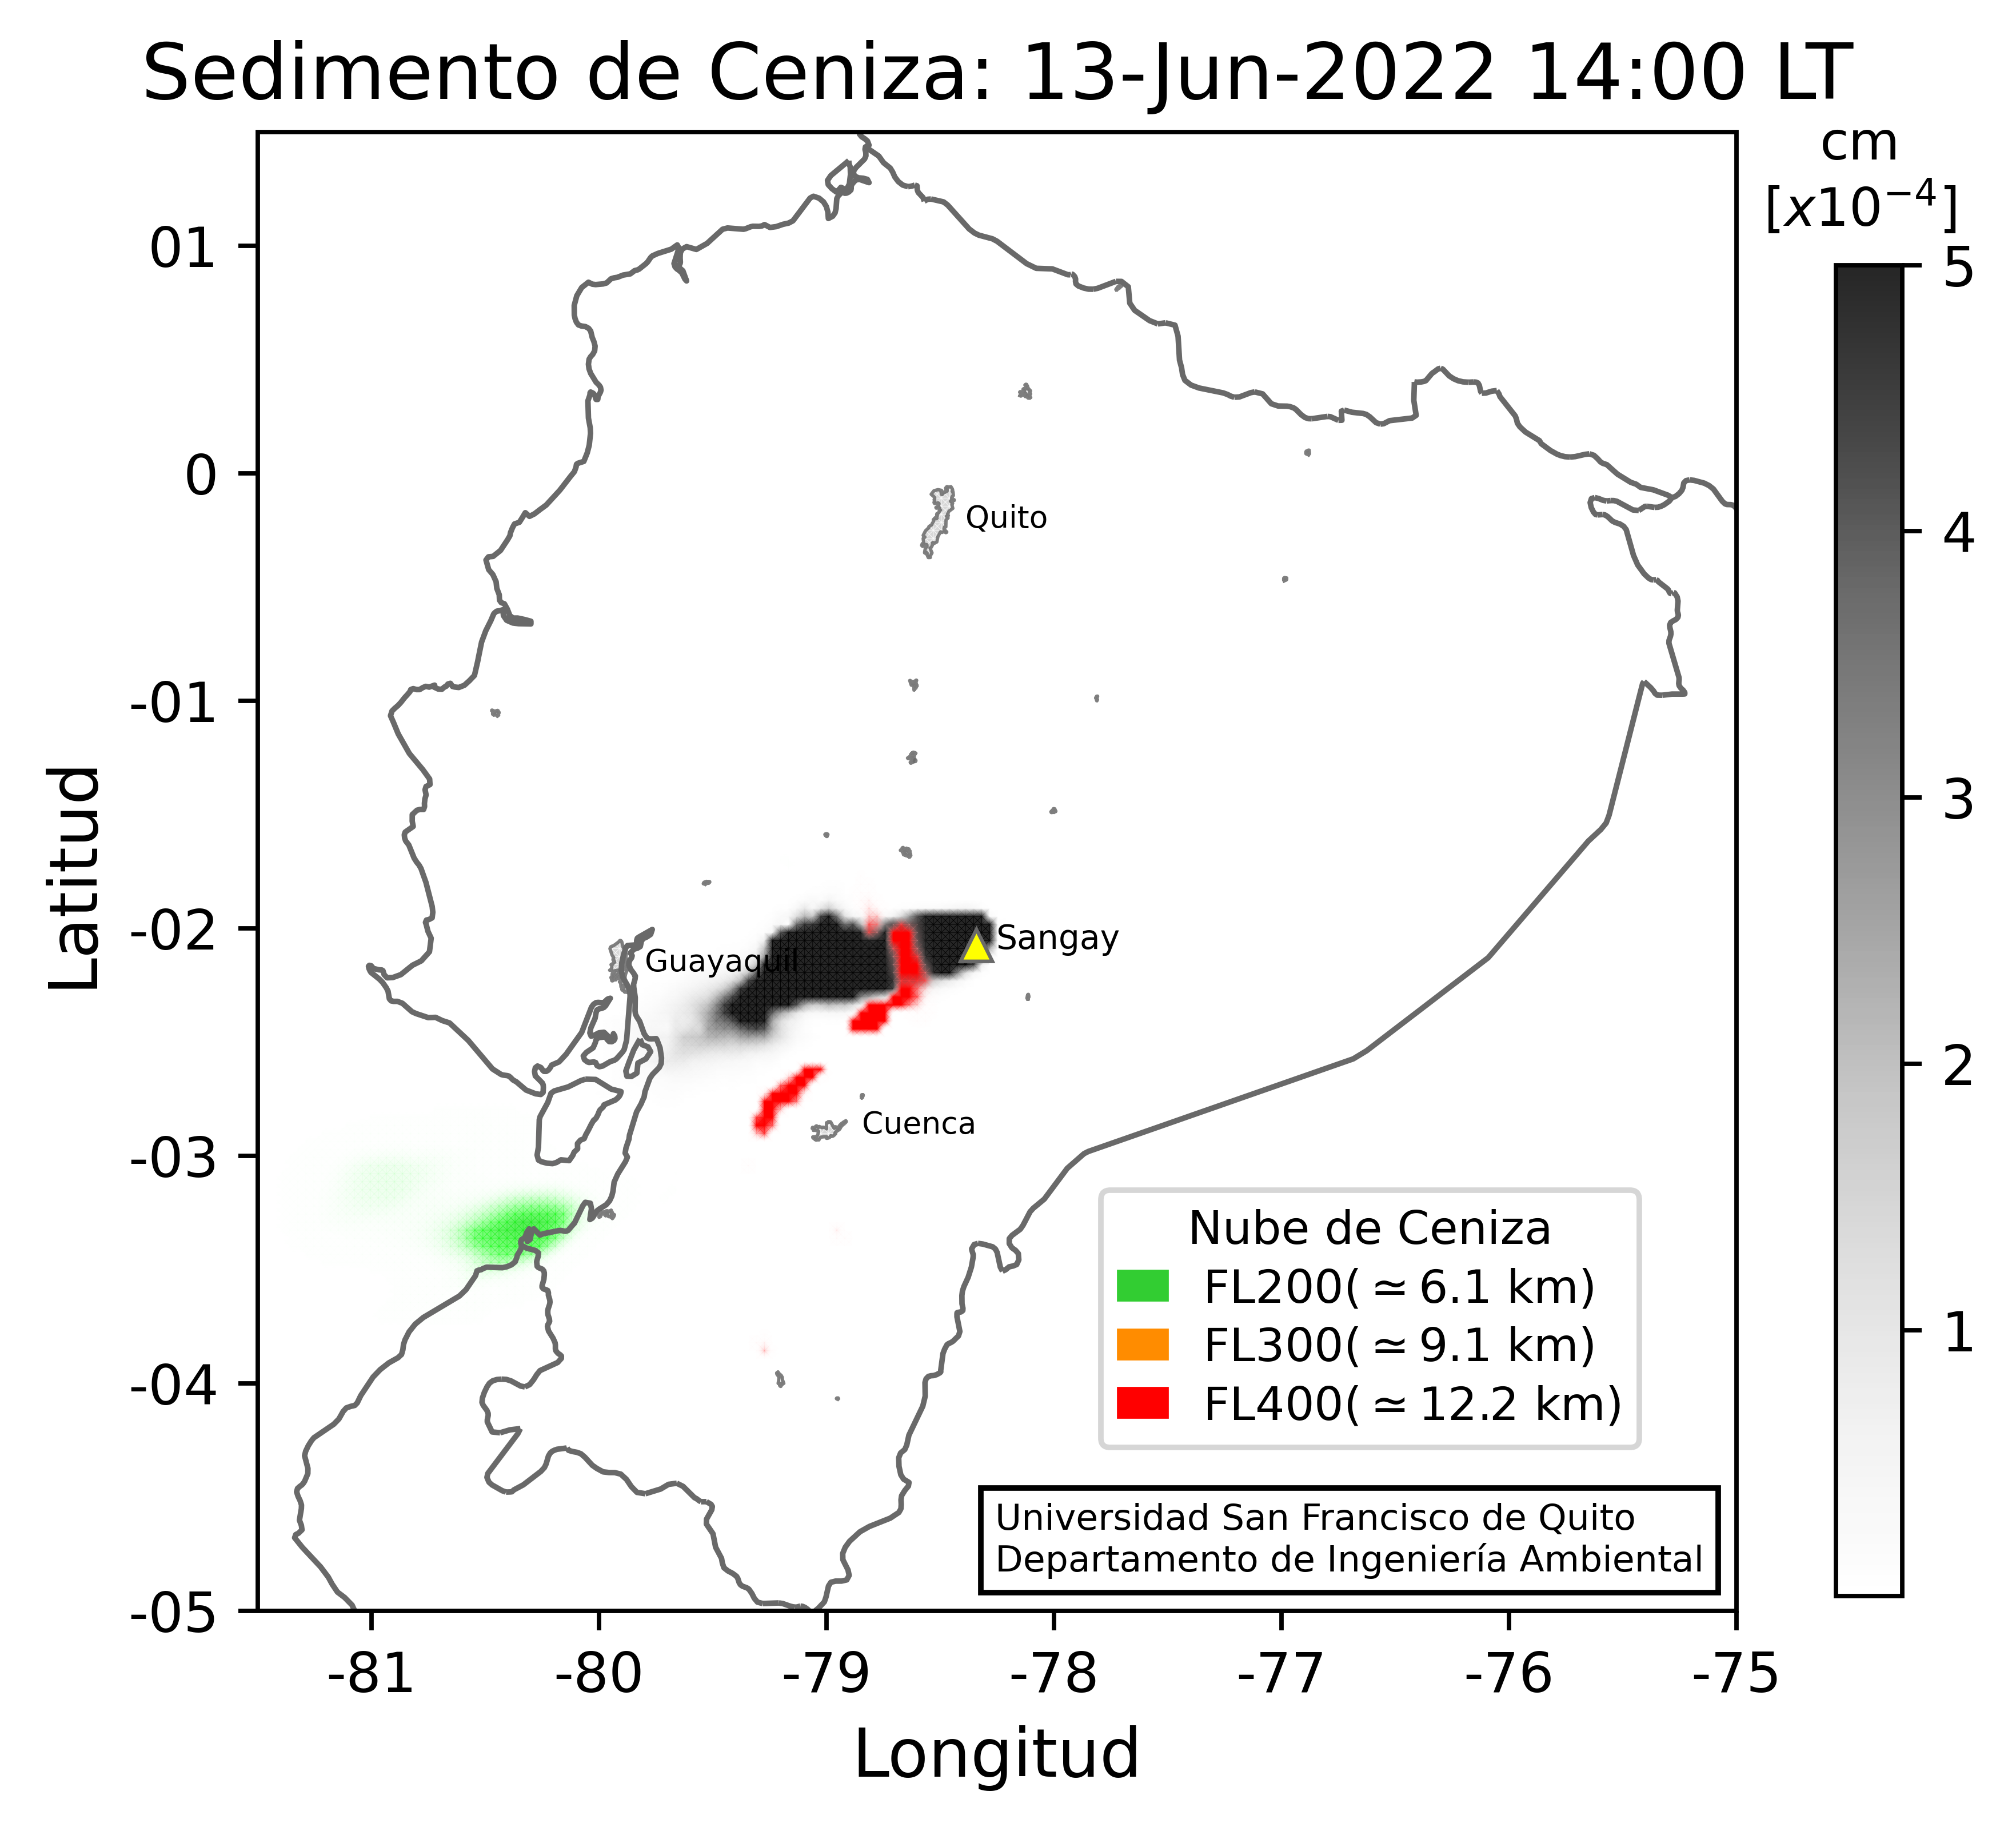 Sedimento de Ceniza: 13-Jun-2022 14:00 LT
cm
[x10⁻⁴]
5
4
3
2
1
Latitud
01
0
-01
-02
-03
-04
-05
Quito
Sangay
Guayaquil
Cuenca
Nube de Ceniza
FL200( ≃ 6.1 km)
FL300( ≃ 9.1 km)
FL400( ≃ 12.2 km)
Universidad San Francisco de Quito
Departamento de Ingeniería Ambiental
-81 -80 -79 -78 -77 -76 -75
Longitud